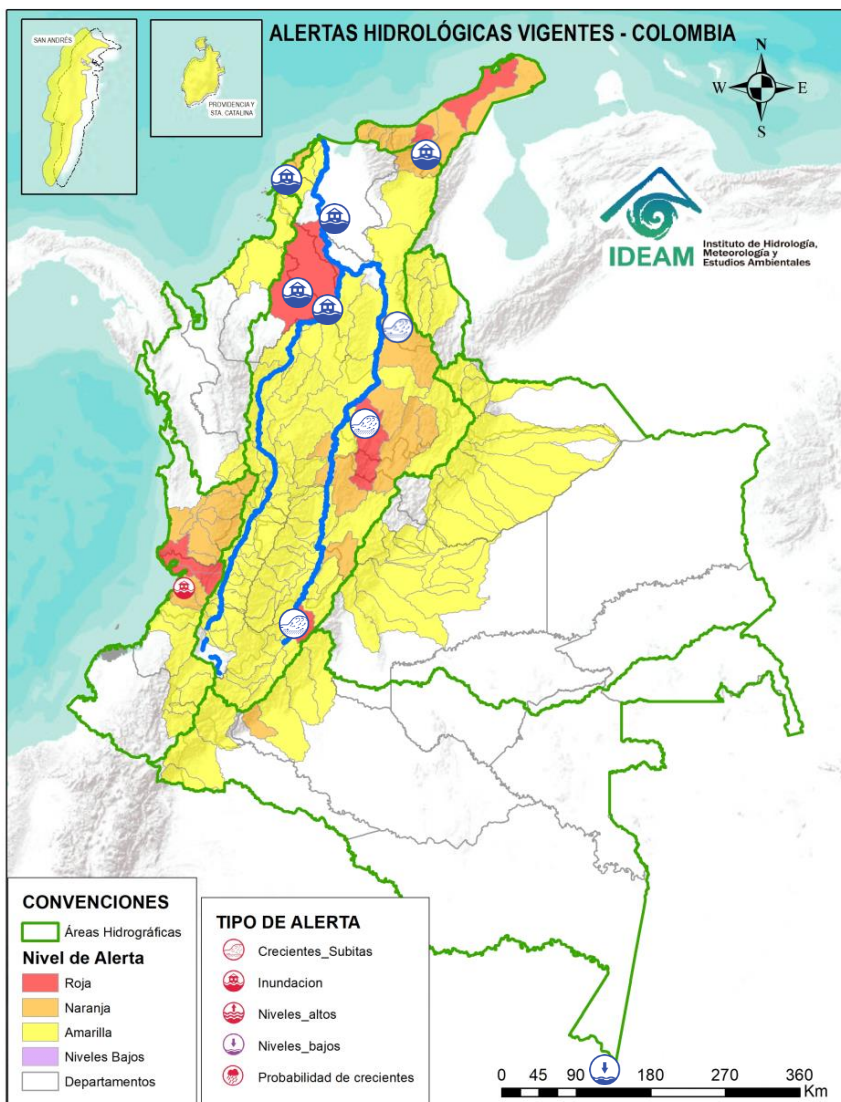 ALERTAS HIDROLÓGICAS VIGENTES - COLOMBIA
SAN ANDRÉS
PROVIDENCIA Y
STA. CATALINA
N
W
E
S
IDEAM
Instituto de Hidrología,
Meteorología y
Estudios Ambientales
CONVENCIONES
Áreas Hidrográficas
Nivel de Alerta
Roja
Naranja
Amarilla
Niveles Bajos
Departamentos
TIPO DE ALERTA
Crecientes_Subitas
Inundacion
Niveles_altos
Niveles_bajos
Probabilidad de crecientes
0 45 90 180 270 360
Km